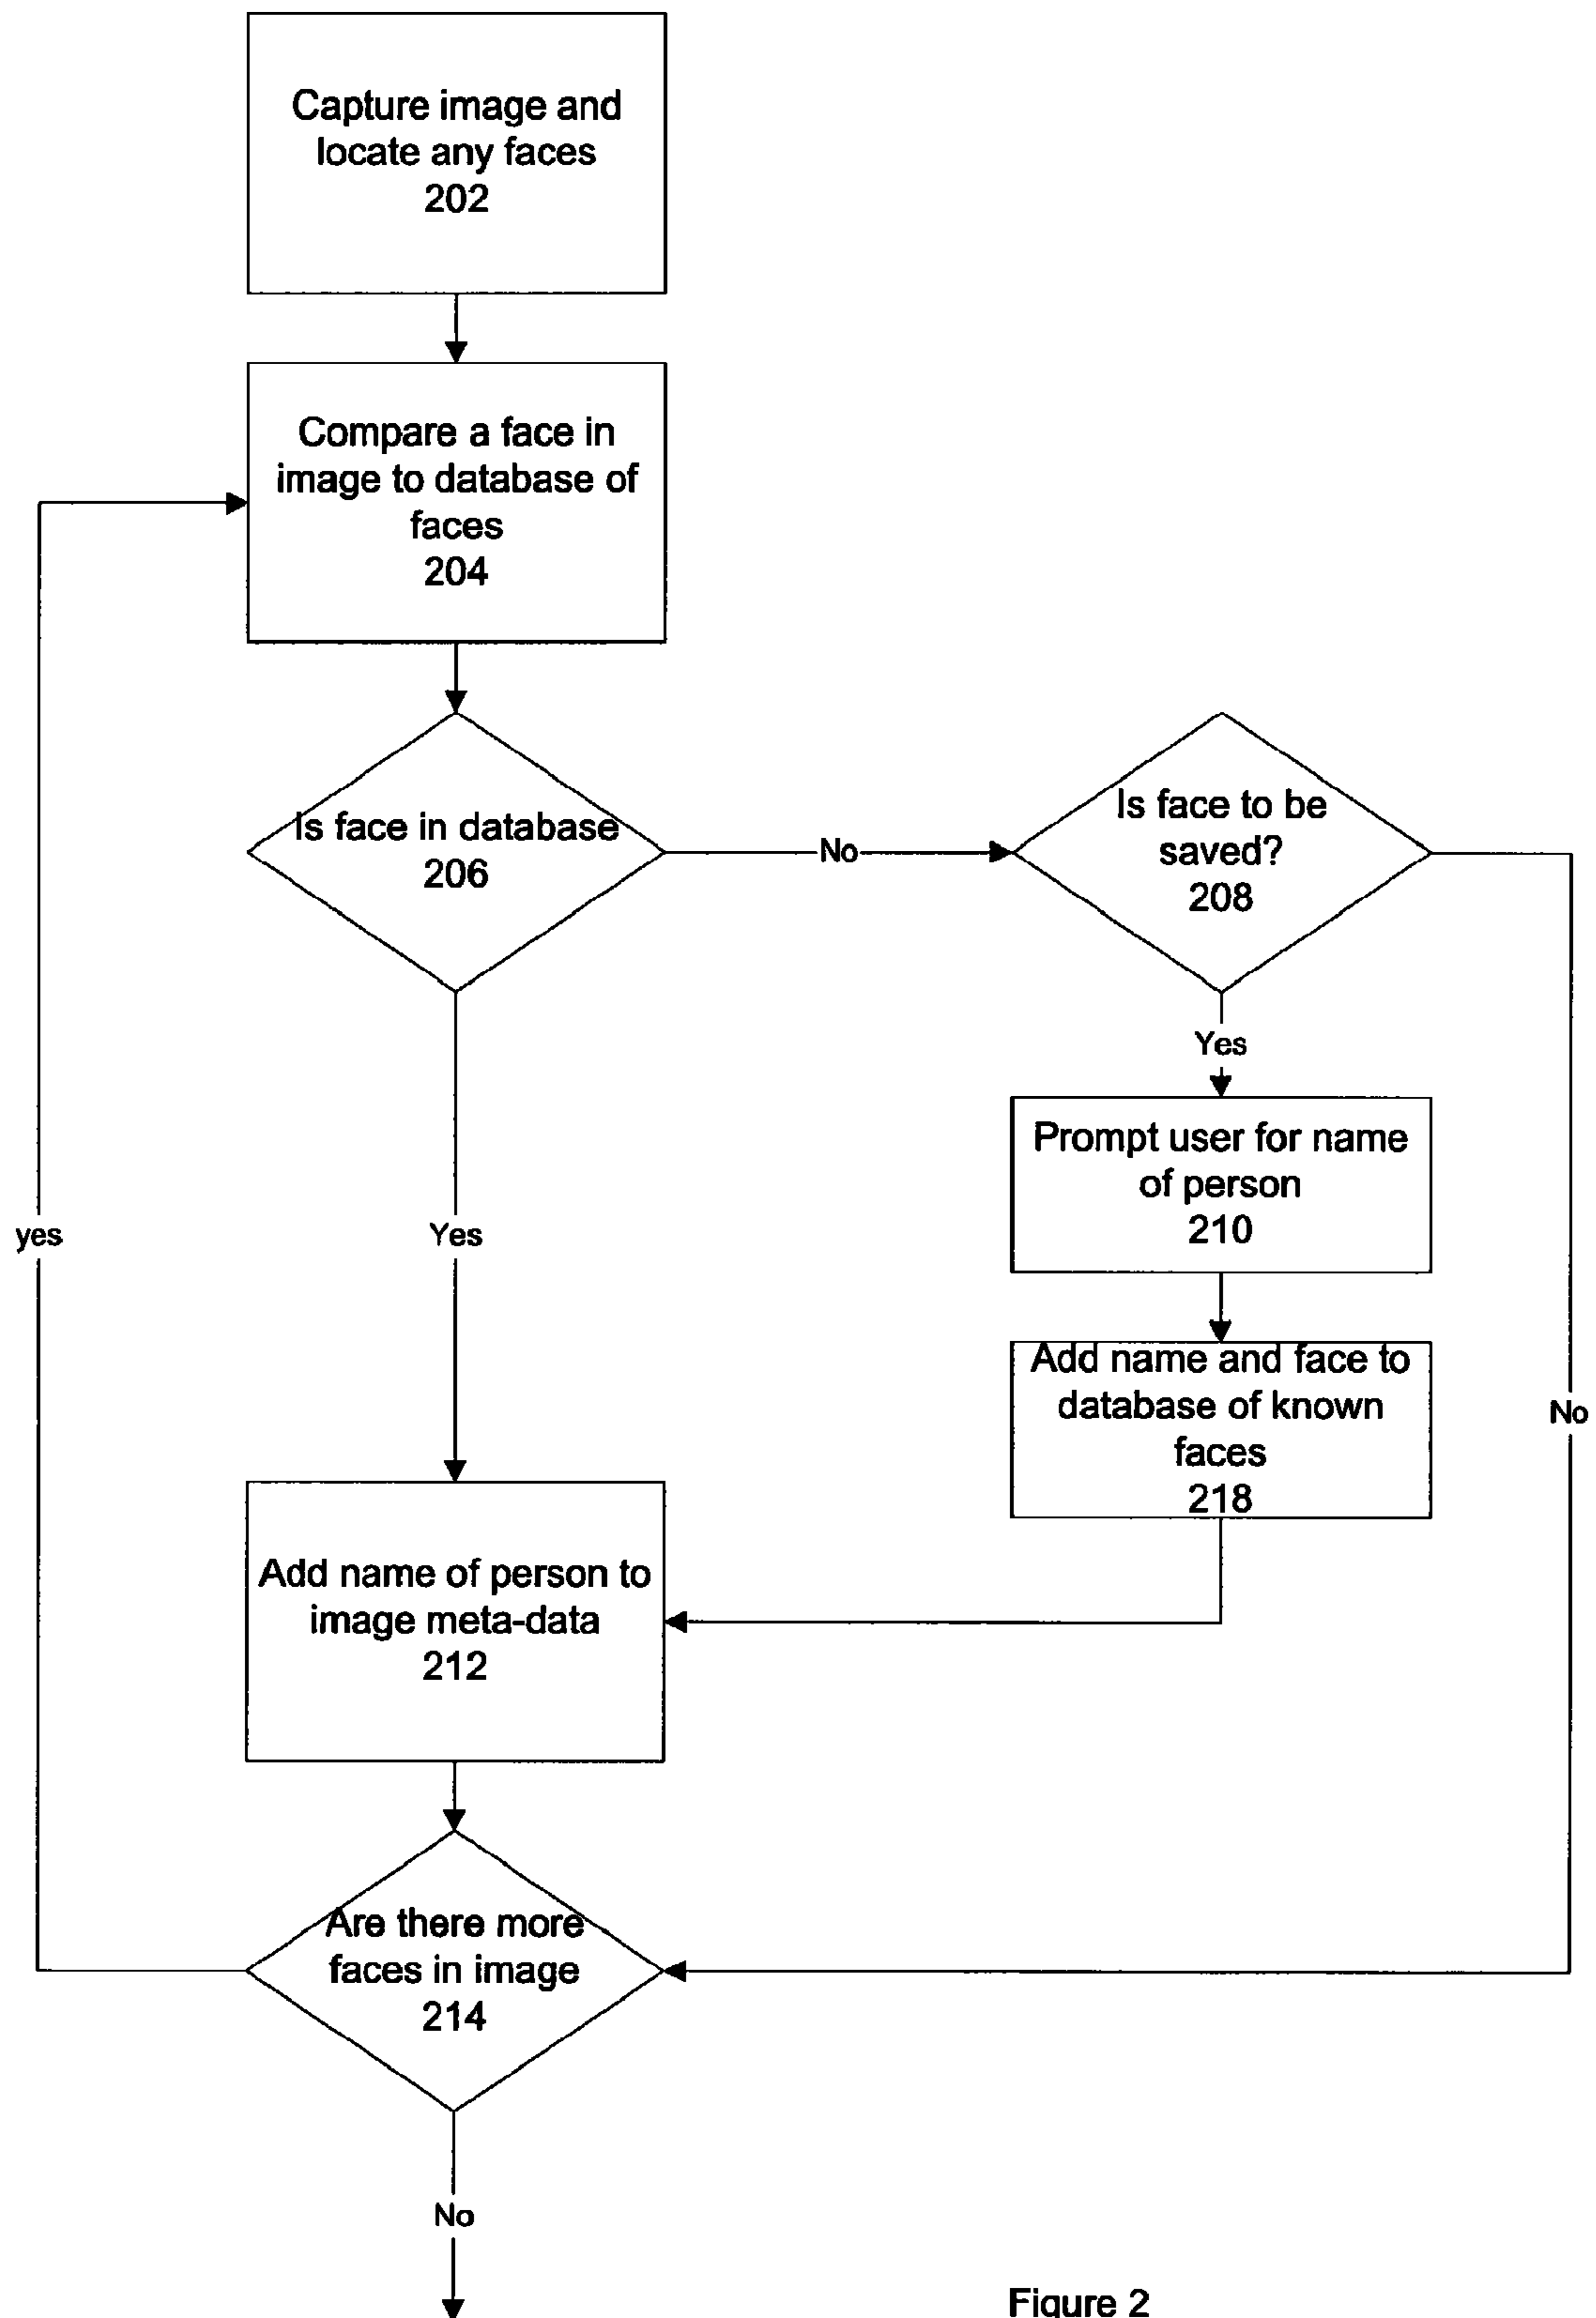 Capture image and
locate any faces
202
Compare a face in
image to database of
faces
204
Is face in database
206
No
Is face to be
saved?
208
Yes
Prompt user for name
of person
210
yes
Yes
Add name and face to
database of known
faces
218
No
Add name of person to
image meta-data
212
Are there more
faces in image
214
No
Figure 2